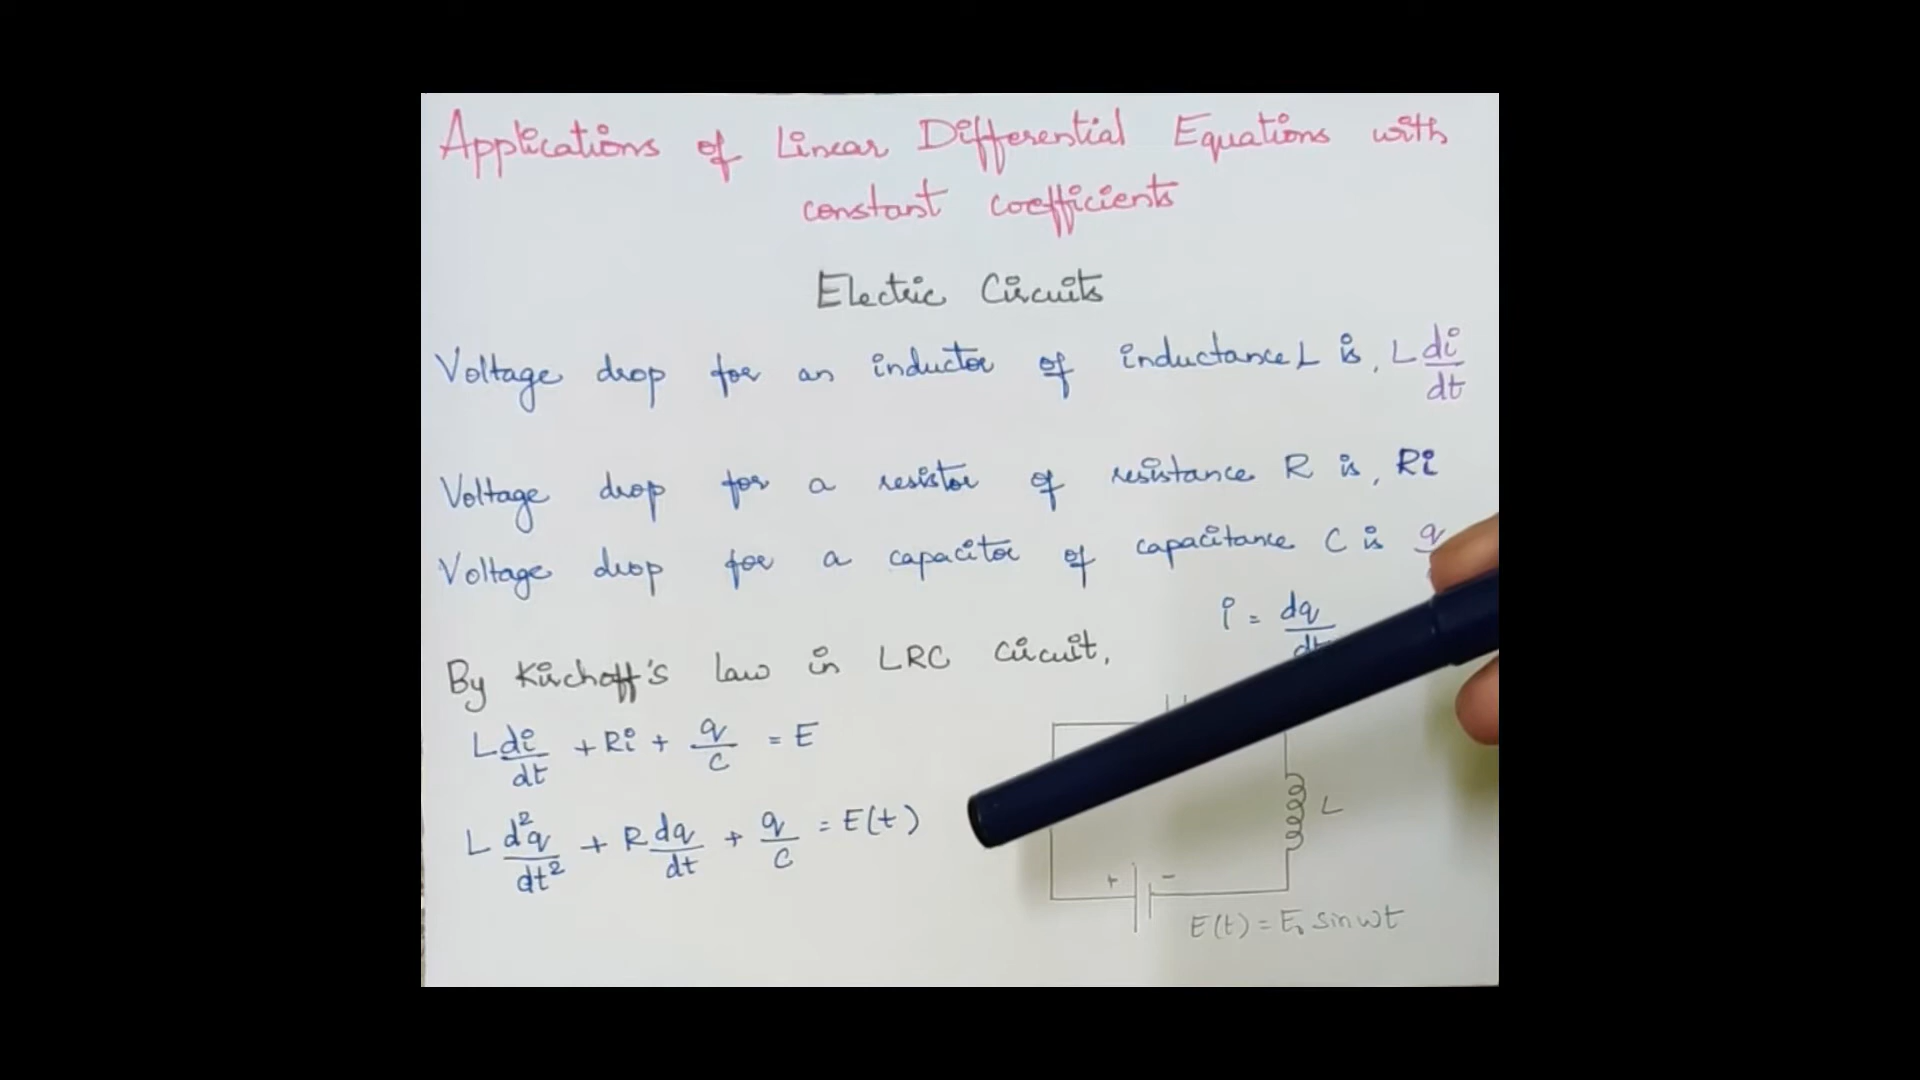 Applications of Linear Differential Equations with
constant coefficients
Electric Circuits
Voltage drop for an inductor of inductance L is, L di/dt
Voltage drop for a resistor of resistance R is, Ri
Voltage drop for a capacitor of capacitance C is q
i = dq/dt
By Kirchoff's law in LRC circuit,
L di/dt + Ri + q/c = E
L d²q/dt² + R dq/dt + q/c = E(t)
L
+ −
E(t) = E₀ sin ωt